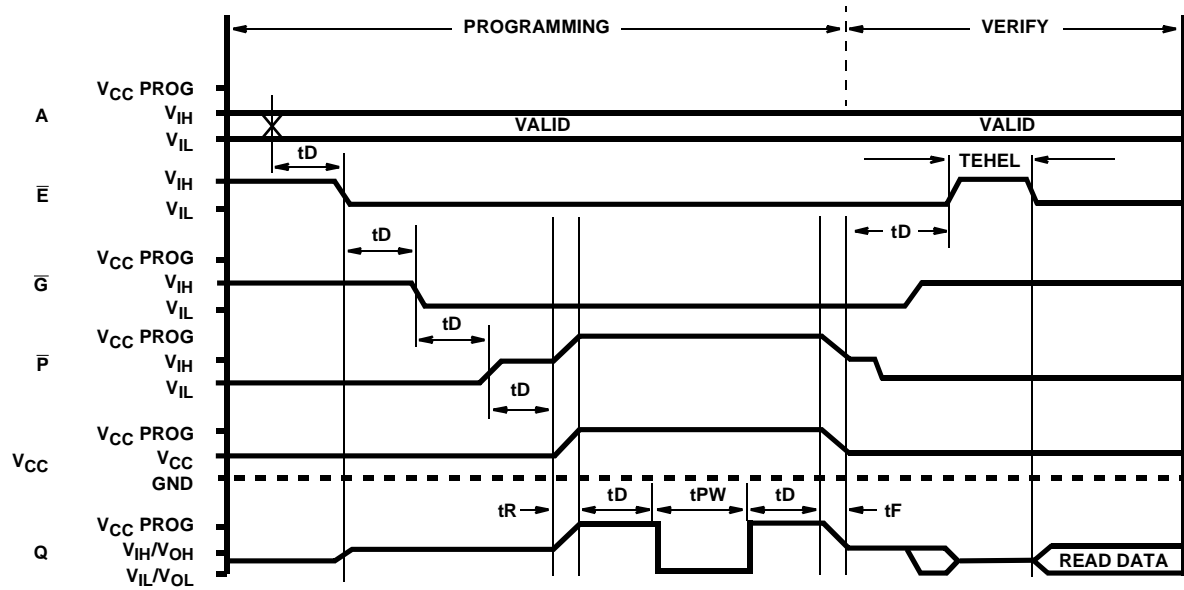 PROGRAMMING VERIFY
A
VCC PROG
VIH
VIL
VALID VALID
tD
TEHEL
E̅
VIH
VIL
tD
tD
G̅
VCC PROG
VIH
VIL
tD
P̅
VCC PROG
VIH
VIL
tD
VCC
VCC PROG
VCC
GND
tR tD tPW tD tF
Q
VCC PROG
VIH/VOH
VIL/VOL
READ DATA